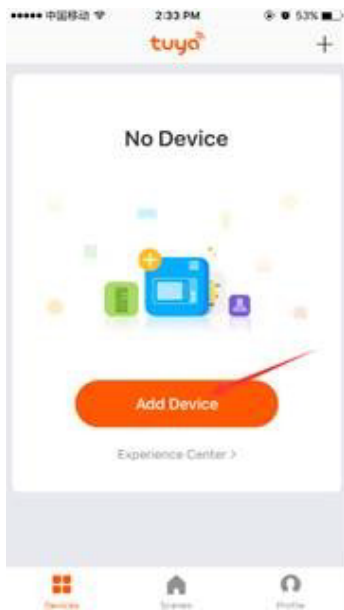 中国移动 2:33 PM 53%
tuya
No Device
Add Device
Experience Center >
Devices Scenes Profile